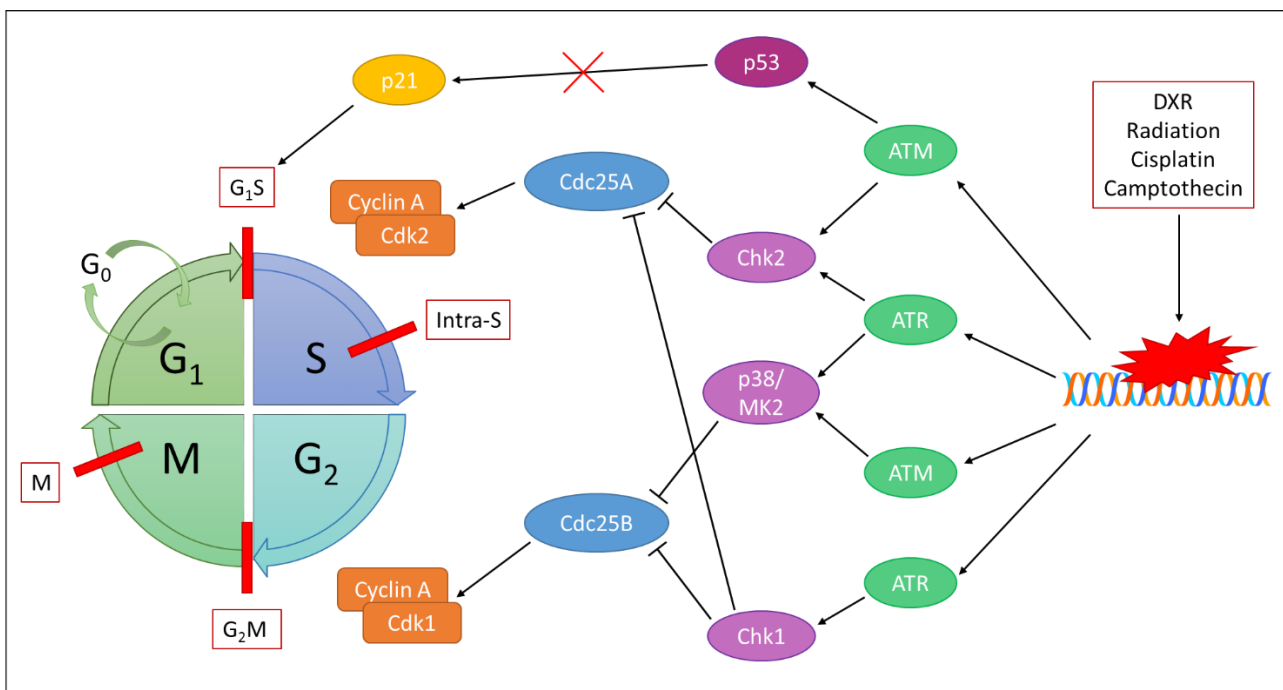 p21
p53
DXR
Radiation
Cisplatin
Camptothecin
ATM
G₁S
Cyclin A
Cdk2
Cdc25A
Chk2
G₀
Intra-S
ATR
G₁
S
p38/
MK2
M
G₂
M
ATM
Cdc25B
Cyclin A
Cdk1
ATR
G₂M
Chk1